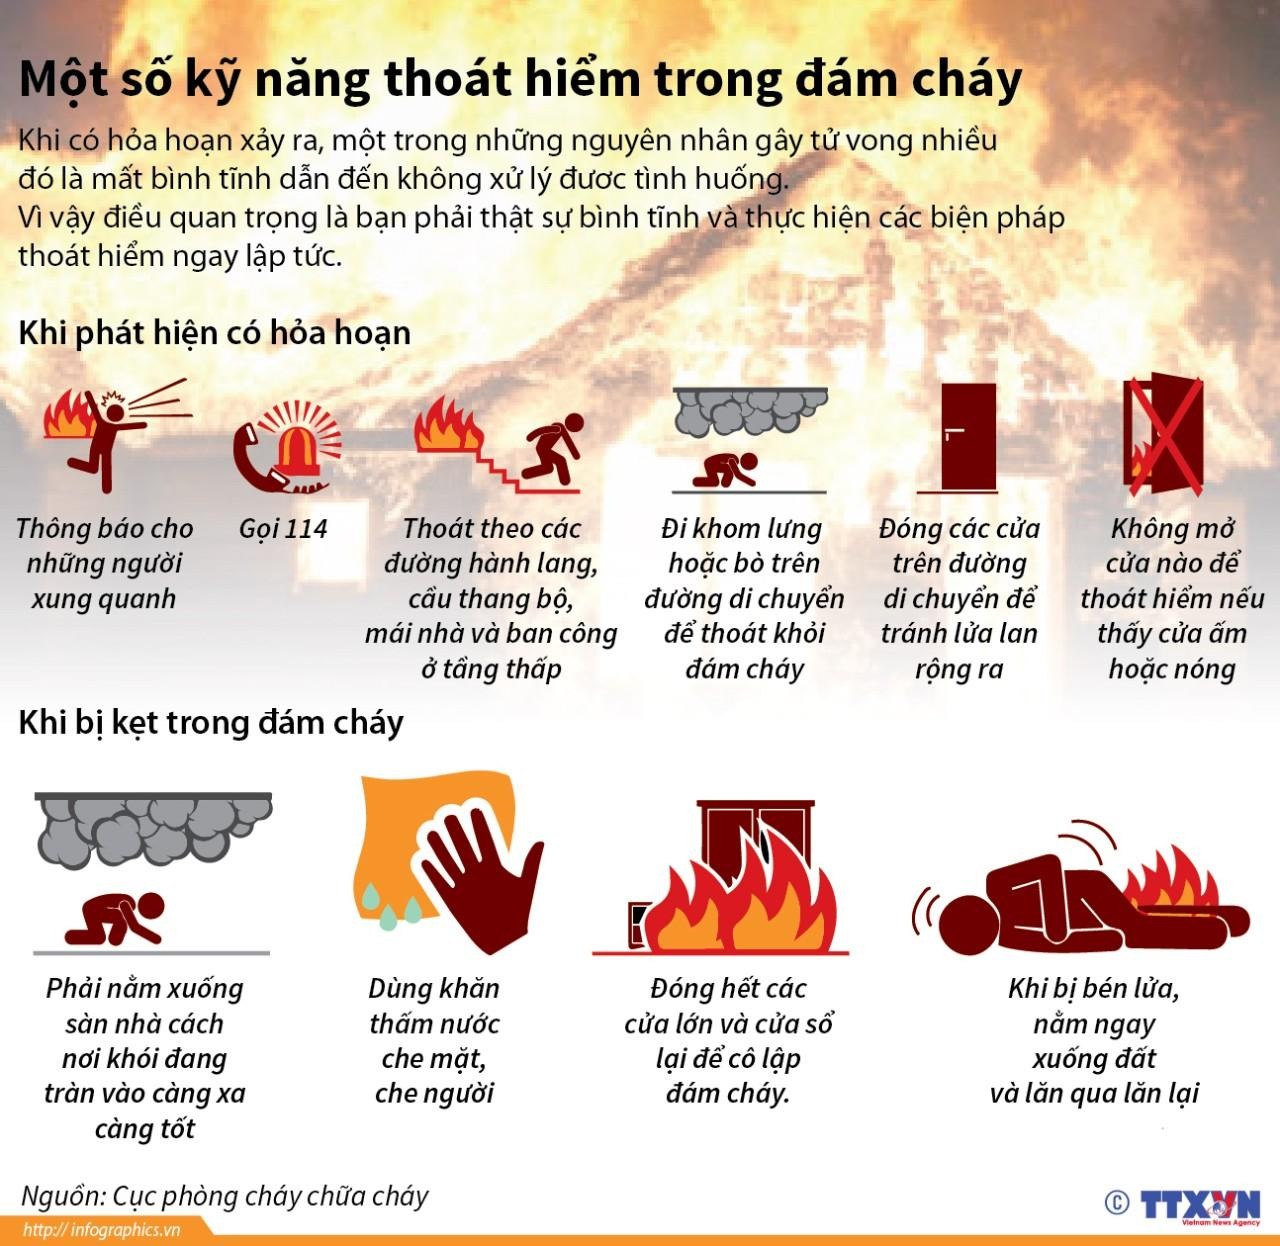 Một số kỹ năng thoát hiểm trong đám cháy
Khi có hỏa hoạn xảy ra, một trong những nguyên nhân gây tử vong nhiều
đó là mất bình tĩnh dẫn đến không xử lý đươc tình huống.
Vì vậy điều quan trọng là bạn phải thật sự bình tĩnh và thực hiện các biện pháp
thoát hiểm ngay lập tức.
Khi phát hiện có hỏa hoạn
Thông báo cho
những người
xung quanh
Gọi 114
Thoát theo các
đường hành lang,
cầu thang bộ,
mái nhà và ban công
ở tầng thấp
Đi khom lưng
hoặc bò trên
đường di chuyển
để thoát khỏi
đám cháy
Đóng các cửa
trên đường
di chuyển để
tránh lửa lan
rộng ra
Không mở
cửa nào để
thoát hiểm nếu
thấy cửa ấm
hoặc nóng
Khi bị kẹt trong đám cháy
Phải nằm xuống
sàn nhà cách
nơi khói đang
tràn vào càng xa
càng tốt
Dùng khăn
thấm nước
che mặt,
che người
Đóng hết các
cửa lớn và cửa sổ
lại để cô lập
đám cháy.
Khi bị bén lửa,
nằm ngay
xuống đất
và lăn qua lăn lại
Nguồn: Cục phòng cháy chữa cháy
© TTXVN
Vietnam News Agency
http:// infographics.vn